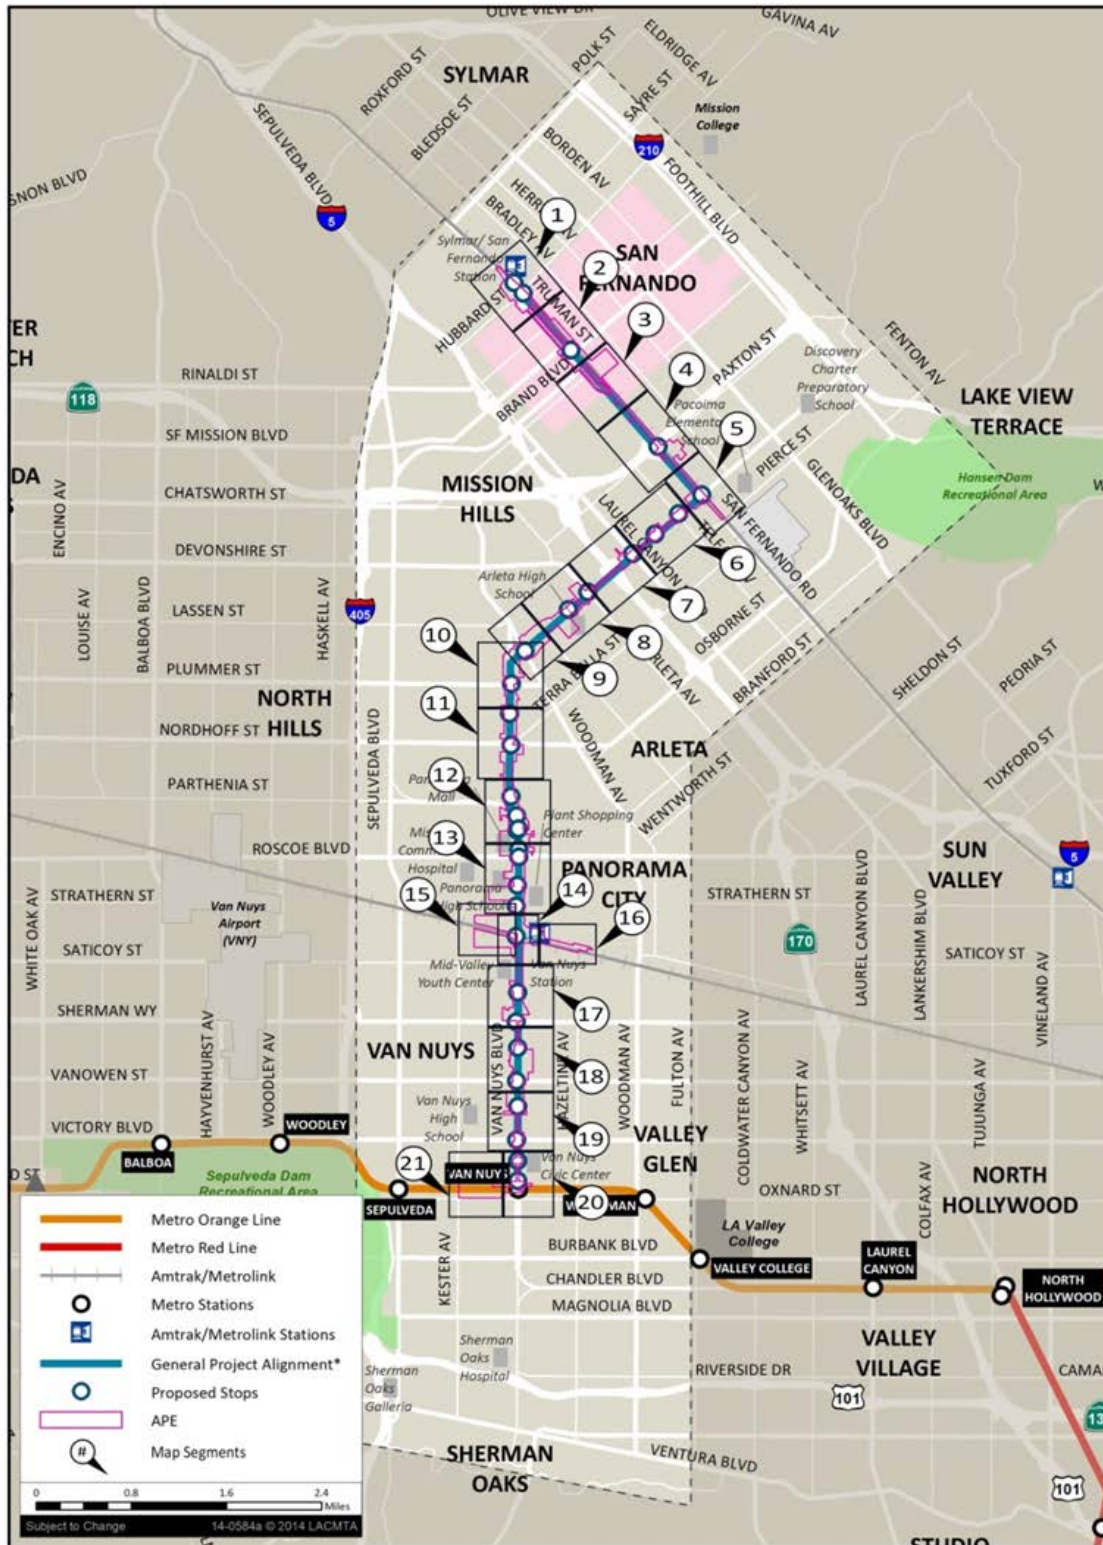 OLIVE VIEW DR
GAVINA AV
POLK ST
ELDRIDGE AV
ROXFORD ST
SYLMAR
SAYRE ST
BLEDSOE ST
Mission
College
SEPULVEDA BLVD
BORDEN AV
210
FOOTHILL BLVD
SNON BLVD
5
BRADLEY AV
1
Sylmar/ San
Fernando
Station
SAN
FERNANDO
2
TRUMAN ST
HUBBARD ST
3
FENTON AV
TER
CH
RINALDI ST
BRAND BLVD
PAXTON ST
Discovery
Charter
Preparatory
School
118
4
Pacoima
Elementa
School
LAKE VIEW
TERRACE
SF MISSION BLVD
5
PIERCE ST
DA
MISSION
HILLS
GLENOAKS BLVD
Hansen Dam
Recreational Area
CHATSWORTH ST
ENCINO AV
LAUREL CANYON
SAN FERNANDO RD
DEVONSHIRE ST
6
Arleta High
School
7
LOUISE AV
BALBOA BLVD
LASSEN ST
HASKELL AV
405
OSBORNE ST
8
10
PLUMMER ST
9
ARLETA AV
BRANFORD ST
SHELDON ST
PEORIA ST
NORTH
HILLS
11
NORDHOFF ST
SEPULVEDA BLVD
WOODMAN AV
ARLETA
TUXFORD ST
PARTHENIA ST
12
Mall
WENTWORTH ST
Plant Shopping
Center
13
Hospital
ROSCOE BLVD
PANORAMA
CITY
SUN
VALLEY
5
WHITE OAK AV
STRATHERN ST
Van Nuys
Airport
(VNY)
Panorama
High School
14
15
16
STRATHERN ST
LAUREL CANYON BLVD
LANKERSHIM BLVD
170
SATICOY ST
Mid-Valley
Youth Center
Van Nuys
Station
SATICOY ST
VINELAND AV
17
SHERMAN WY
HAYVENHURST AV
WOODLEY AV
VAN NUYS
VAN NUYS BLVD
HAZELTINE AV
WOODMAN AV
FULTON AV
COLDWATER CANYON AV
WHITSETT AV
TUJUNGA AV
18
VANOWEN ST
Van Nuys
High
School
19
VICTORY BLVD
WOODLEY
BALBOA
VALLEY
GLEN
Van Nuys
Civic Center
21
VAN NUYS
20
Sepulveda Dam
Recreational Area
SEPULVEDA
OXNARD ST
COLFAX AV
NORTH
HOLLYWOOD
LA Valley
College
BURBANK BLVD
VALLEY COLLEGE
LAUREL
CANYON
NORTH
HOLLYWOOD
KESTER AV
CHANDLER BLVD
MAGNOLIA BLVD
VALLEY
VILLAGE
Sherman
Oaks
Hospital
RIVERSIDE DR
101
Sherman
Oaks
Galleria
SHERMAN
OAKS
VENTURA BLVD
101
STUDIO
Metro Orange Line
Metro Red Line
Amtrak/Metrolink
Metro Stations
Amtrak/Metrolink Stations
General Project Alignment*
Proposed Stops
APE
# Map Segments
0 0.8 1.6 2.4
Miles
Subject to Change 14-0584a © 2014 LACMTA